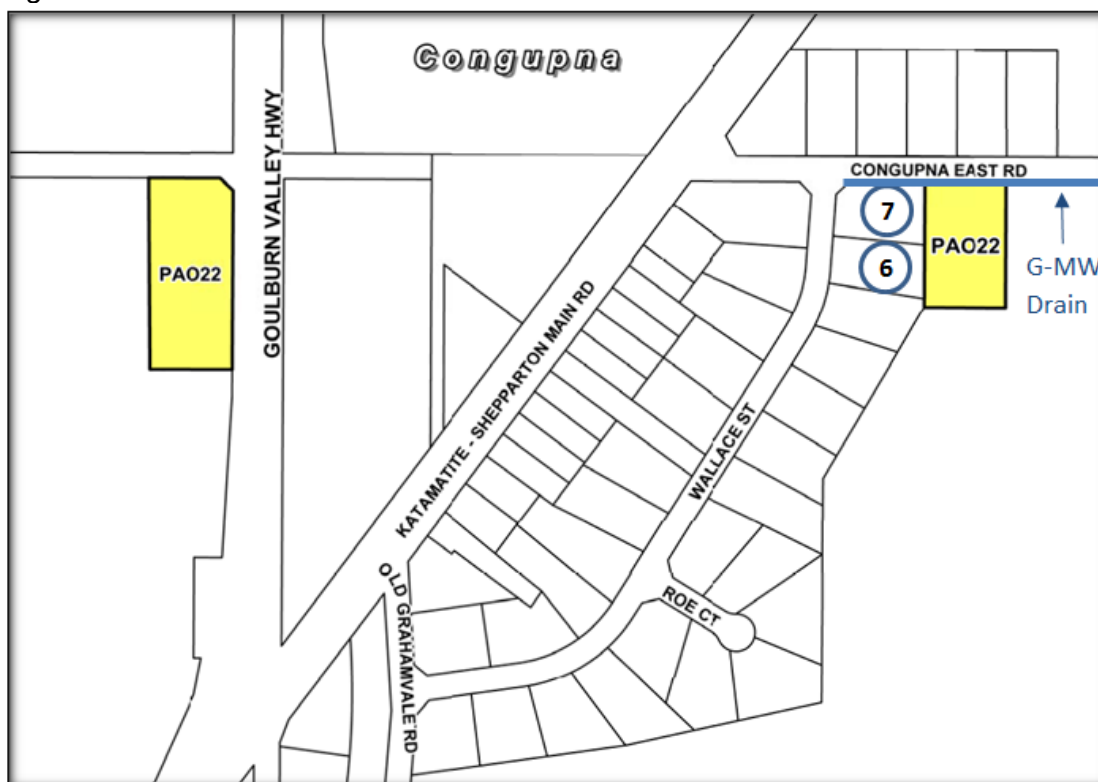 Congupna
GOULBURN VALLEY HWY
CONGUPNA EAST RD
PAO22
7
PAO22
6
G-MW
Drain
KATAMATITE - SHEPPARTON MAIN RD
WALLACE ST
OLD GRAHAMVALE RD
ROE CT